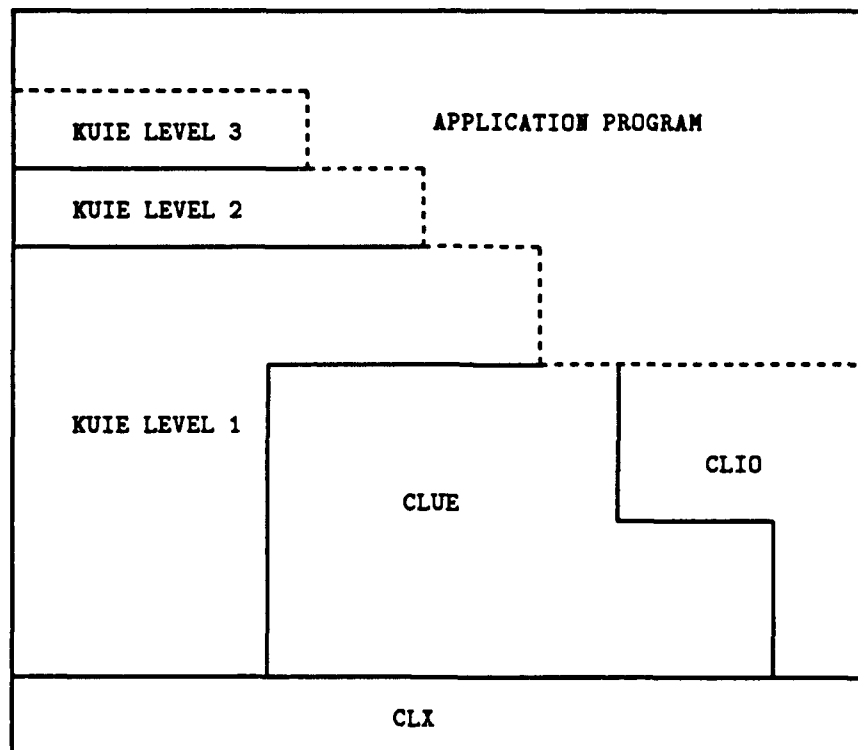 APPLICATION PROGRAM
KUIE LEVEL 3
KUIE LEVEL 2
KUIE LEVEL 1
CLIO
CLUE
CLX